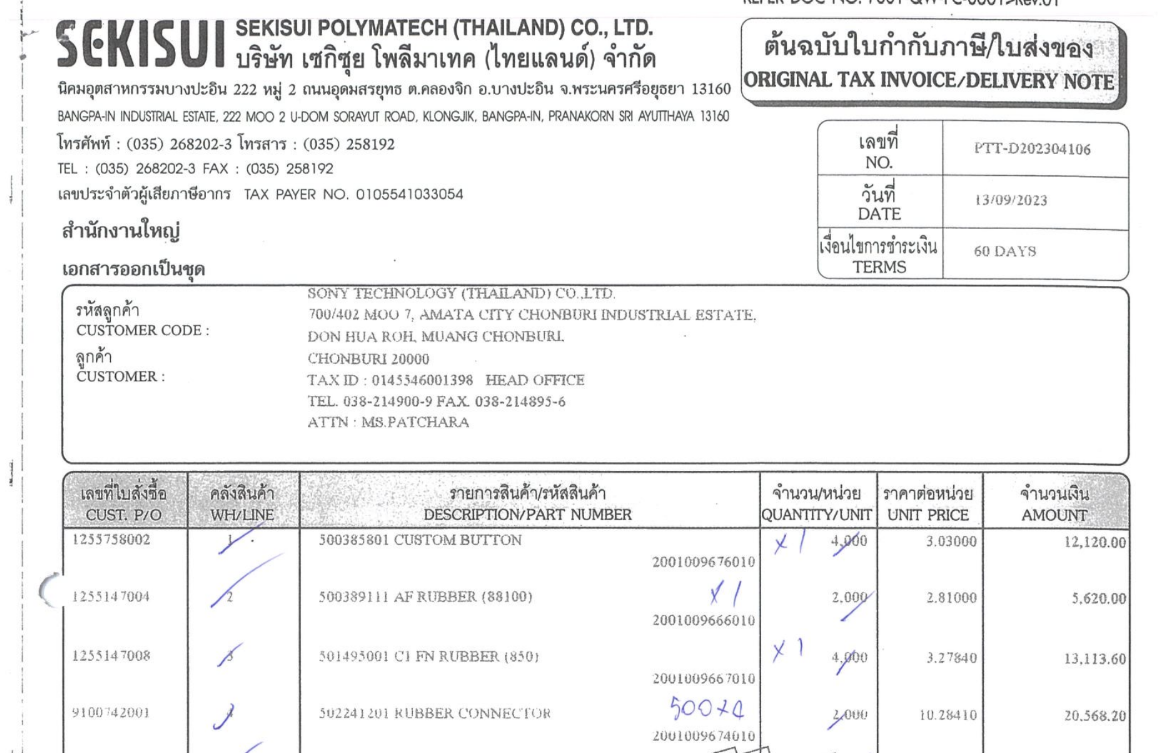 SEKISUI
SEKISUI POLYMATECH (THAILAND) CO., LTD.
บริษัท เซกิซุย โพลีมาเทค (ไทยแลนด์) จำกัด
นิคมอุตสาหกรรมบางปะอิน 222 หมู่ 2 ถนนอุดมสรยุทธ ต.คลองจิก อ.บางปะอิน จ.พระนครศรีอยุธยา 13160
BANGPA-IN INDUSTRIAL ESTATE, 222 MOO 2 U-DOM SORAYUT ROAD, KLONGJIK, BANGPA-IN, PRANAKORN SRI AYUTTHAYA 13160
โทรศัพท์ : (035) 268202-3 โทรสาร : (035) 258192
TEL : (035) 268202-3 FAX : (035) 258192
เลขประจำตัวผู้เสียภาษีอากร TAX PAYER NO. 0105541033054
สำนักงานใหญ่
เอกสารออกเป็นชุด
ต้นฉบับใบกำกับภาษี/ใบส่งของ
ORIGINAL TAX INVOICE/DELIVERY NOTE
เลขที่
NO. PTT-D202304106
วันที่
DATE 13/09/2023
เงื่อนไขการชำระเงิน
TERMS 60 DAYS
รหัสลูกค้า
CUSTOMER CODE :
ลูกค้า
CUSTOMER :
SONY TECHNOLOGY (THAILAND) CO.,LTD.
700/402 MOO 7, AMATA CITY CHONBURI INDUSTRIAL ESTATE,
DON HUA ROH, MUANG CHONBURI,
CHONBURI 20000
TAX ID : 0145546001398 HEAD OFFICE
TEL. 038-214900-9 FAX. 038-214895-6
ATTN : MS.PATCHARA
เลขที่ใบสั่งซื้อ คลังสินค้า รายการสินค้า/รหัสสินค้า จำนวน/หน่วย ราคาต่อหน่วย จำนวนเงิน
CUST. P/O WH/LINE DESCRIPTION/PART NUMBER QUANTITY/UNIT UNIT PRICE AMOUNT
1255758002 1 500385801 CUSTOM BUTTON X 1 4,000 3.03000 12,120.00
2001009676010
1255147004 2 500389111 AF RUBBER (88100) X 1 2,000 2.81000 5,620.00
2001009666010
1255147008 3 501495001 C1 FN RUBBER (850) X 1 4,000 3.27840 13,113.60
2001009667010
9100742001 4 502241201 RUBBER CONNECTOR 500x4 2,000 10.28410 20,568.20
2001009674010